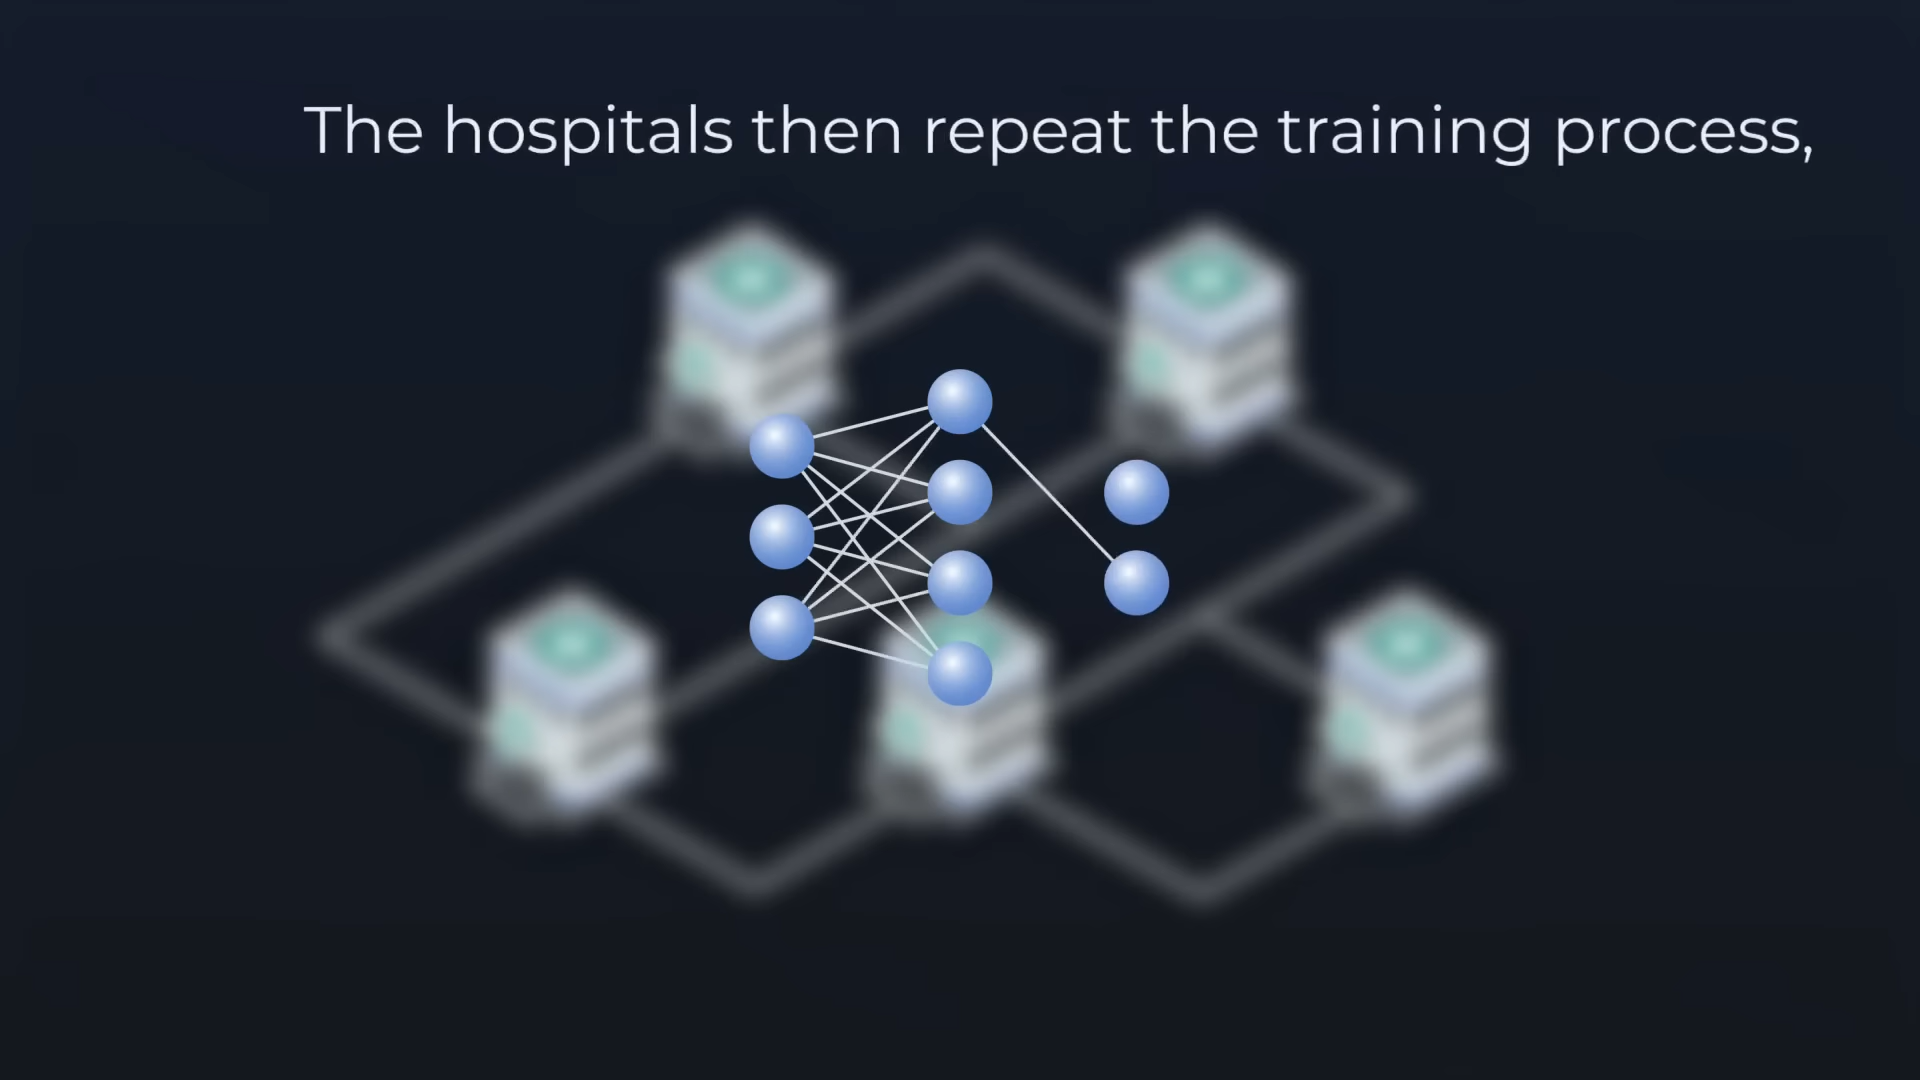 The hospitals then repeat the training process,